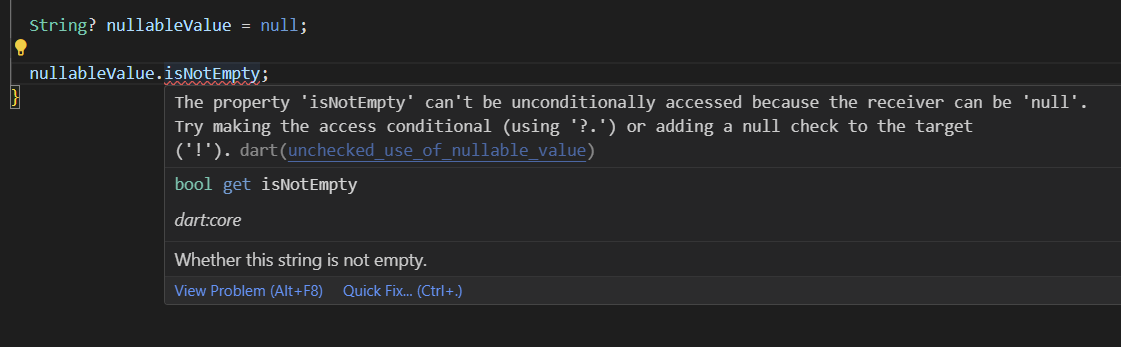 String? nullableValue = null;
nullableValue.isNotEmpty;
}
The property 'isNotEmpty' can't be unconditionally accessed because the receiver can be 'null'.
Try making the access conditional (using '?.') or adding a null check to the target
('!'). dart(unchecked_use_of_nullable_value)
bool get isNotEmpty
dart:core
Whether this string is not empty.
View Problem (Alt+F8) Quick Fix... (Ctrl+.)